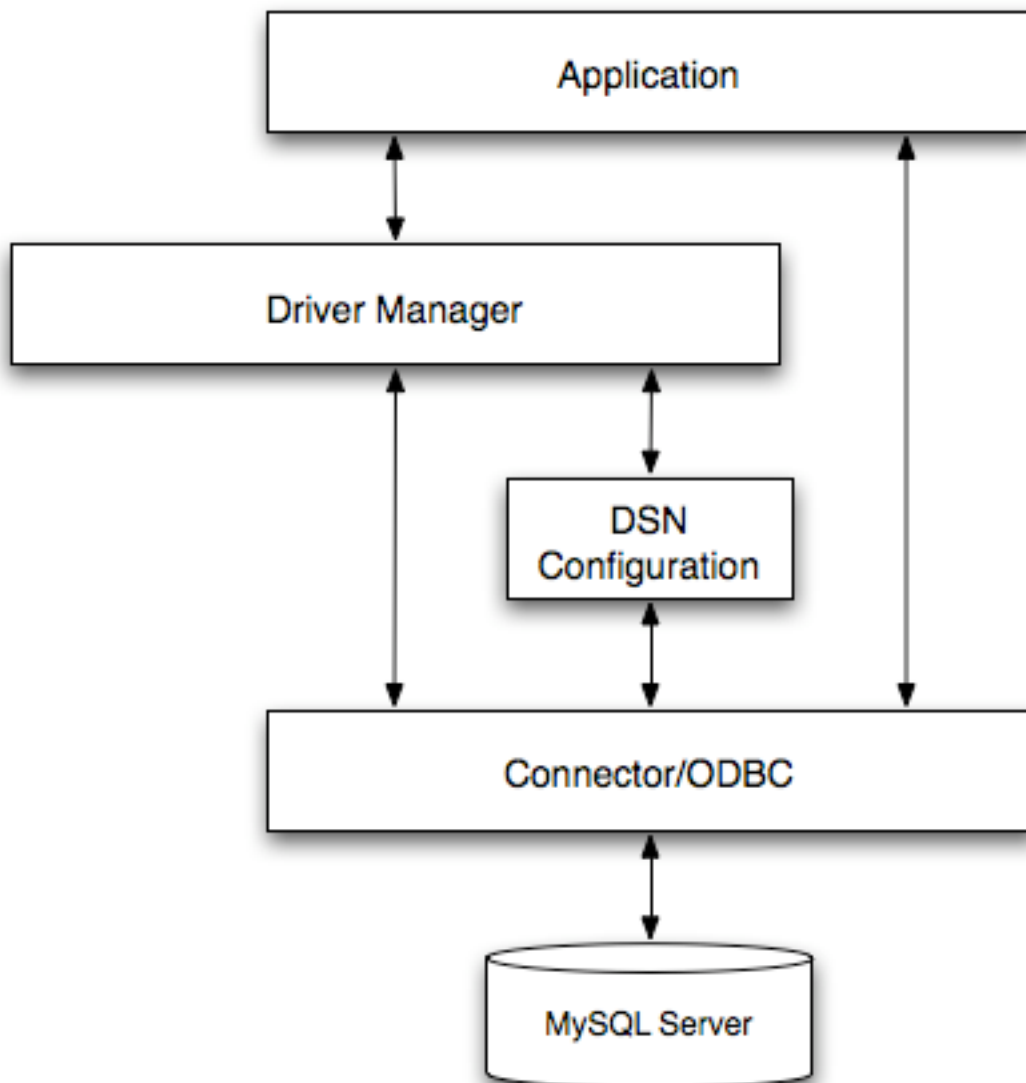 Application
Driver Manager
DSN
Configuration
Connector/ODBC
MySQL Server